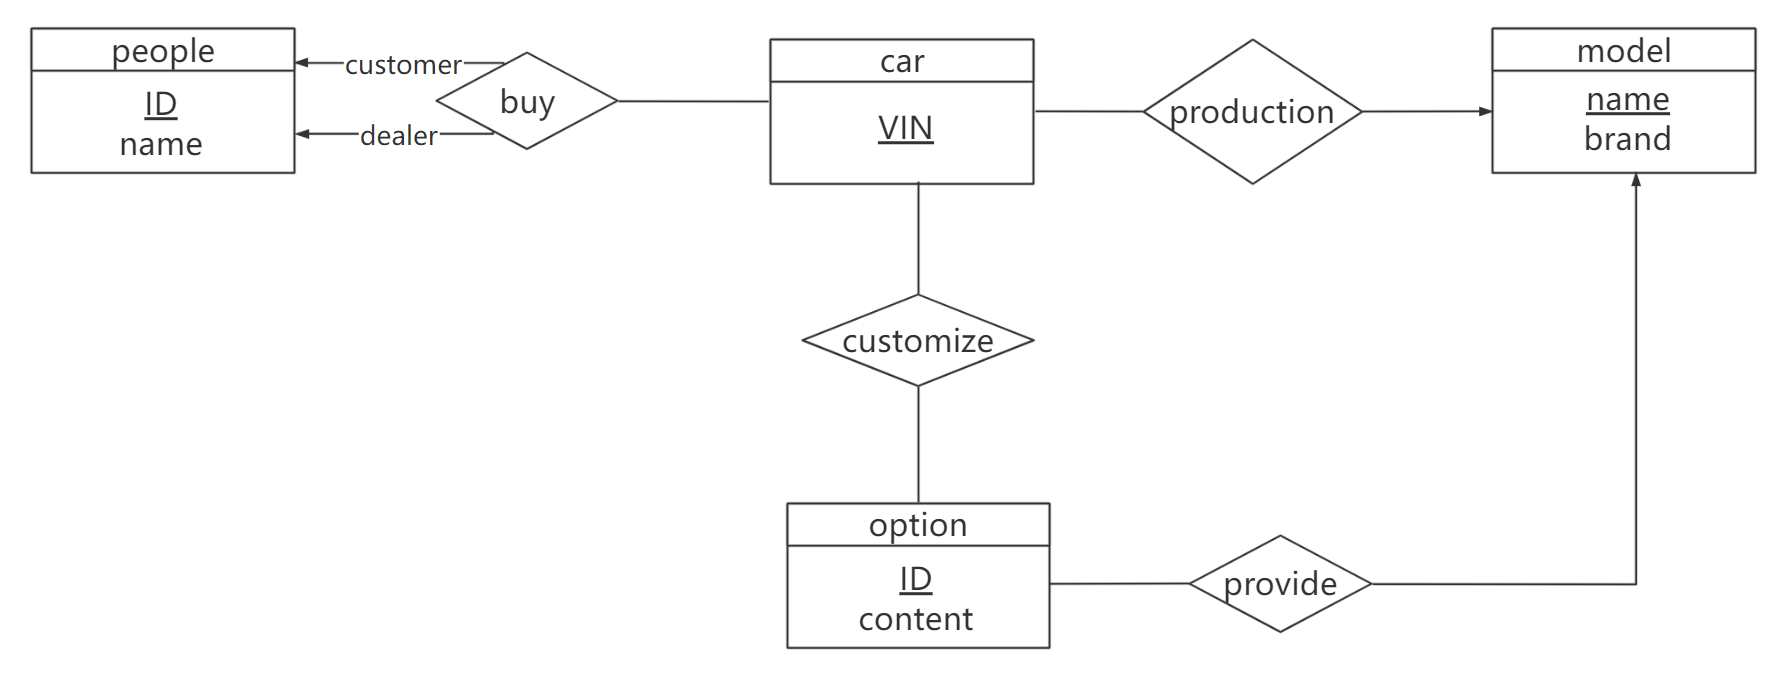 people
ID
name
customer
dealer
buy
car
VIN
production
model
name
brand
customize
option
ID
content
provide